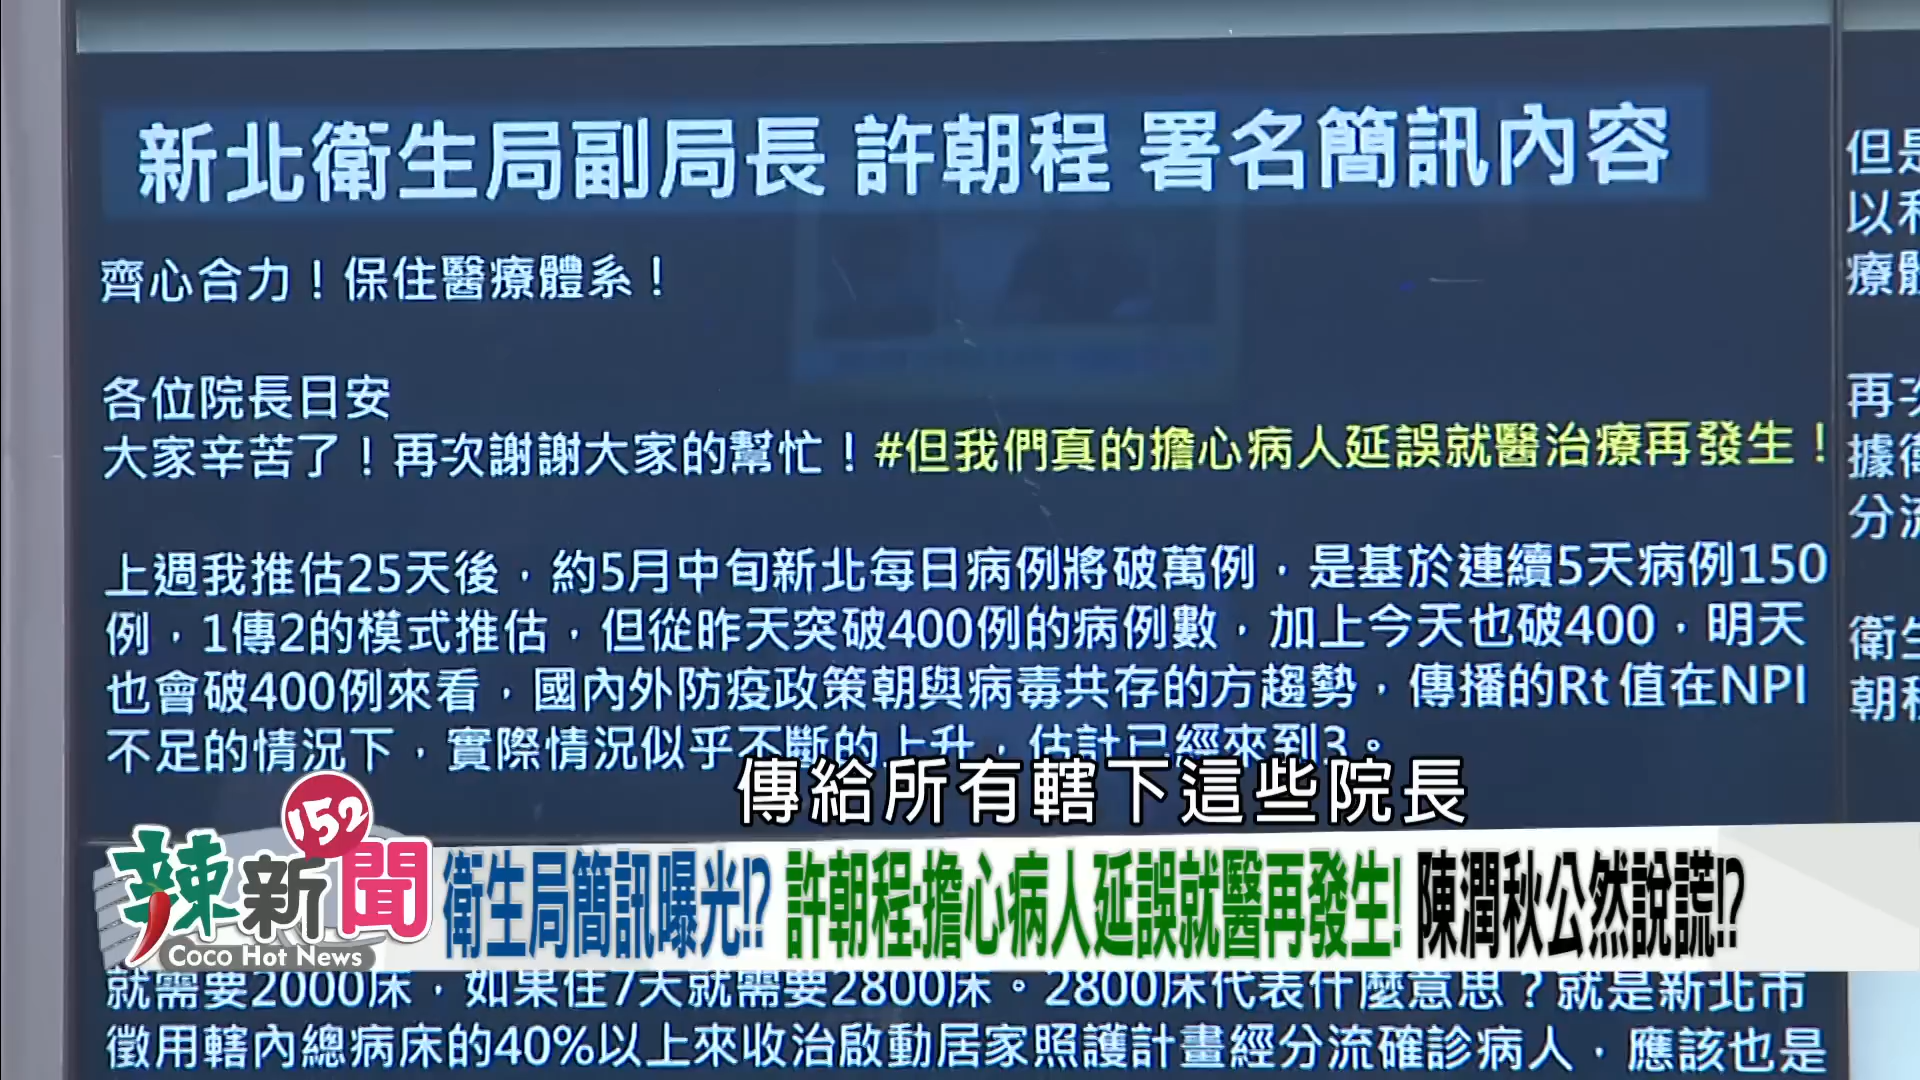 新北衛生局副局長 許朝程 署名簡訊內容
齊心合力！保住醫療體系！
各位院長日安
大家辛苦了！再次謝謝大家的幫忙！#但我們真的擔心病人延誤就醫治療再發生！
上週我推估25天後，約5月中旬新北每日病例將破萬例，是基於連續5天病例150
例，1傳2的模式推估，但從昨天突破400例的病例數，加上今天也破400，明天
也會破400例來看，國內外防疫政策朝與病毒共存的方趨勢，傳播的Rt值在NPI
不足的情況下，實際情況似乎不斷的上升，估計已經來到3。
傳給所有轄下這些院長
152
辣新聞
Coco Hot News
衛生局簡訊曝光!? 許朝程:擔心病人延誤就醫再發生! 陳潤秋公然說謊!?
就需要2000床，如果住7天就需要2800床。2800床代表什麼意思？就是新北市
徵用轄內總病床的40%以上來收治啟動居家照護計畫經分流確診病人，應該也是
但是
以利
療體
再次
據衛
分流
衛生
朝程